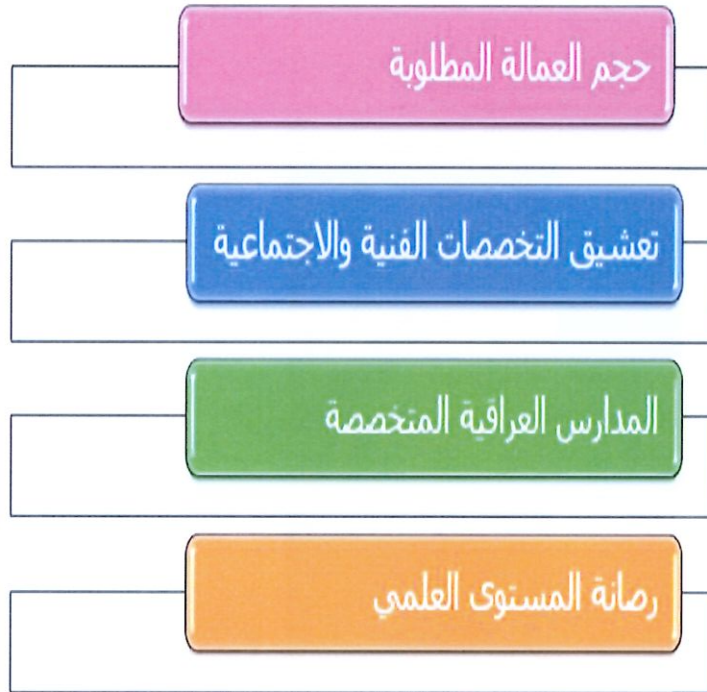 حجم العمالة المطلوبة
تعشيق التخصصات الفنية والاجتماعية
المدارس العراقية المتخصصة
رصانة المستوى العلمي